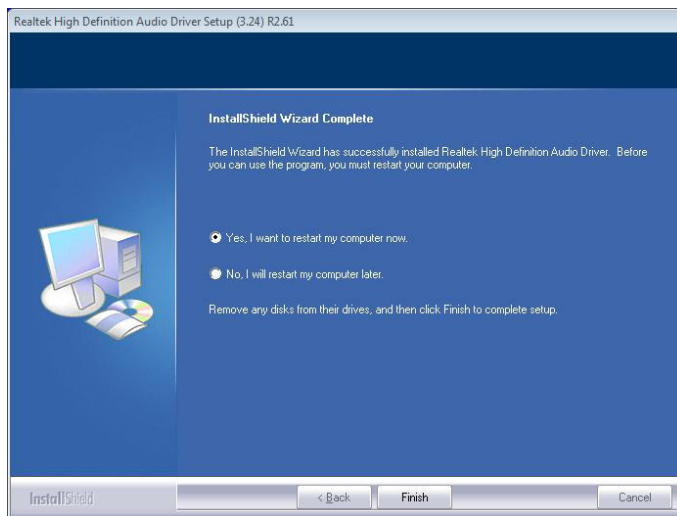 Realtek High Definition Audio Driver Setup (3.24) R2.61
InstallShield Wizard Complete
The InstallShield Wizard has successfully installed Realtek High Definition Audio Driver. Before
you can use the program, you must restart your computer.
Yes, I want to restart my computer now.
No, I will restart my computer later.
Remove any disks from their drives, and then click Finish to complete setup.
InstallShield
< Back
Finish
Cancel